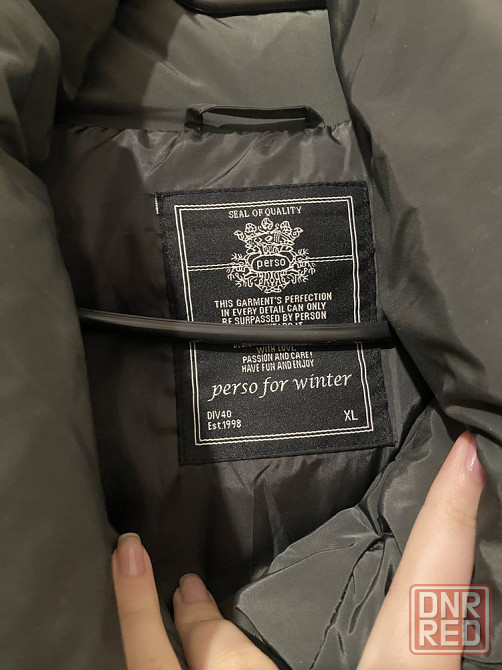 SEAL OF QUALITY
perso
THIS GARMENT'S PERFECTION
IN EVERY DETAIL CAN ONLY
BE SURPASSED BY PERSON
WITH LOVE,
PASSION AND CARE!
HAVE FUN AND ENJOY
perso for winter
DIV40
Est.1998
XL
DNR
RED